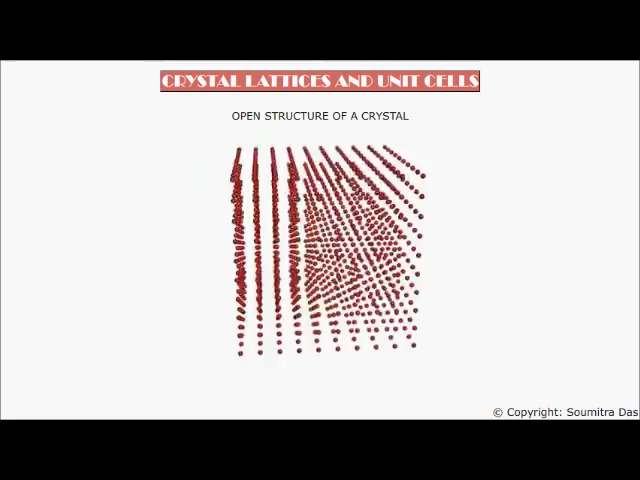 CRYSTAL LATTICES AND UNIT CELLS
OPEN STRUCTURE OF A CRYSTAL
© Copyright: Soumitra Das